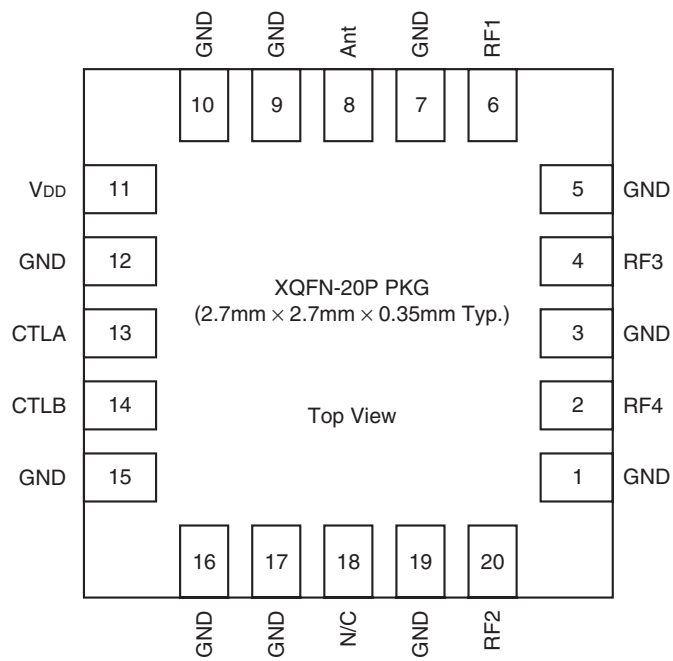 GND GND Ant GND RF1
10 9 8 7 6
VDD 11 5 GND
GND 12 4 RF3
XQFN-20P PKG
(2.7mm × 2.7mm × 0.35mm Typ.)
CTLA 13 3 GND
CTLB 14 2 RF4
Top View
GND 15 1 GND
16 17 18 19 20
GND GND N/C GND RF2